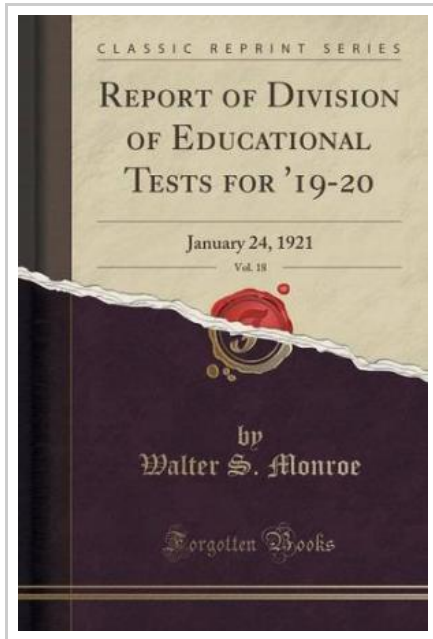 CLASSIC REPRINT SERIES
REPORT OF DIVISION
OF EDUCATIONAL
TESTS FOR '19-20
January 24, 1921
Vol. 18
by
Walter S. Monroe
Forgotten Books